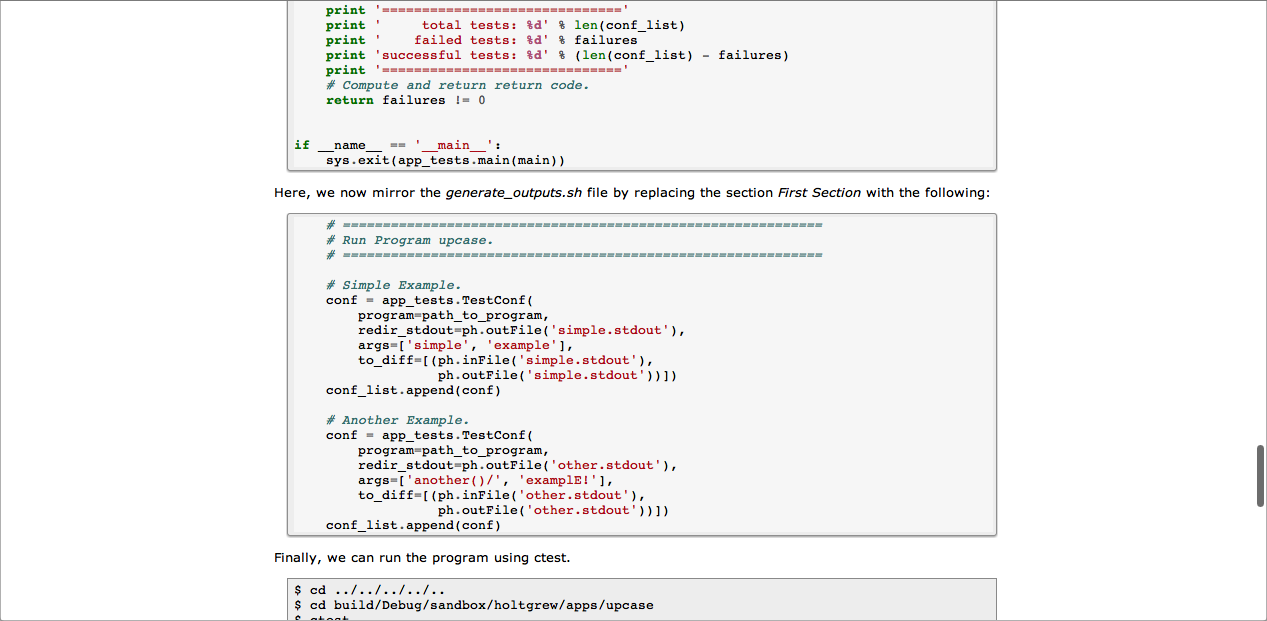 print '=============================='
    print '     total tests: %d' % len(conf_list)
    print '    failed tests: %d' % failures
    print 'successful tests: %d' % (len(conf_list) - failures)
    print '=============================='
    # Compute and return return code.
    return failures != 0
if __name__ == '__main__':
    sys.exit(app_tests.main(main))
Here, we now mirror the generate_outputs.sh file by replacing the section First Section with the following:
    # ============================================================
    # Run Program upcase.
    # ============================================================
    # Simple Example.
    conf = app_tests.TestConf(
        program=path_to_program,
        redir_stdout=ph.outFile('simple.stdout'),
        args=['simple', 'example'],
        to_diff=[(ph.inFile('simple.stdout'),
                  ph.outFile('simple.stdout'))])
    conf_list.append(conf)
    # Another Example.
    conf = app_tests.TestConf(
        program=path_to_program,
        redir_stdout=ph.outFile('other.stdout'),
        args=['another()/', 'examplE!'],
        to_diff=[(ph.inFile('other.stdout'),
                  ph.outFile('other.stdout'))])
    conf_list.append(conf)
Finally, we can run the program using ctest.
$ cd ../../../../..
$ cd build/Debug/sandbox/holtgrew/apps/upcase
$ ctest